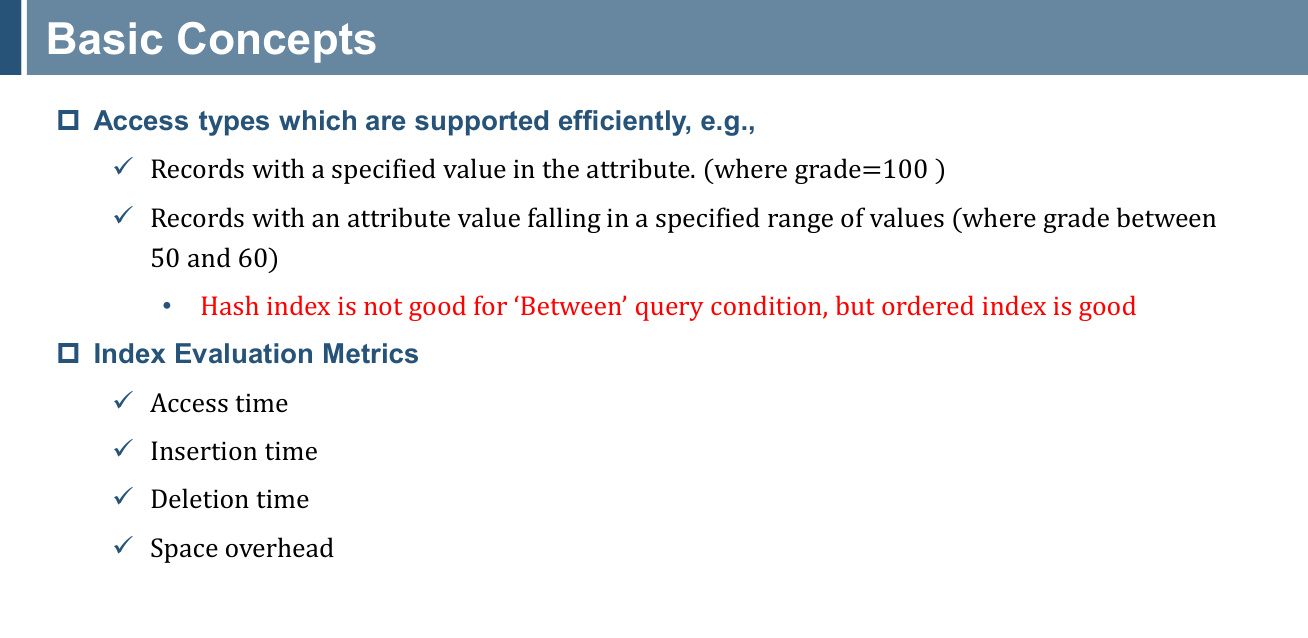 Basic Concepts
Access types which are supported efficiently, e.g.,
Records with a specified value in the attribute. (where grade=100 )
Records with an attribute value falling in a specified range of values (where grade between
50 and 60)
Hash index is not good for ‘Between’ query condition, but ordered index is good
Index Evaluation Metrics
Access time
Insertion time
Deletion time
Space overhead